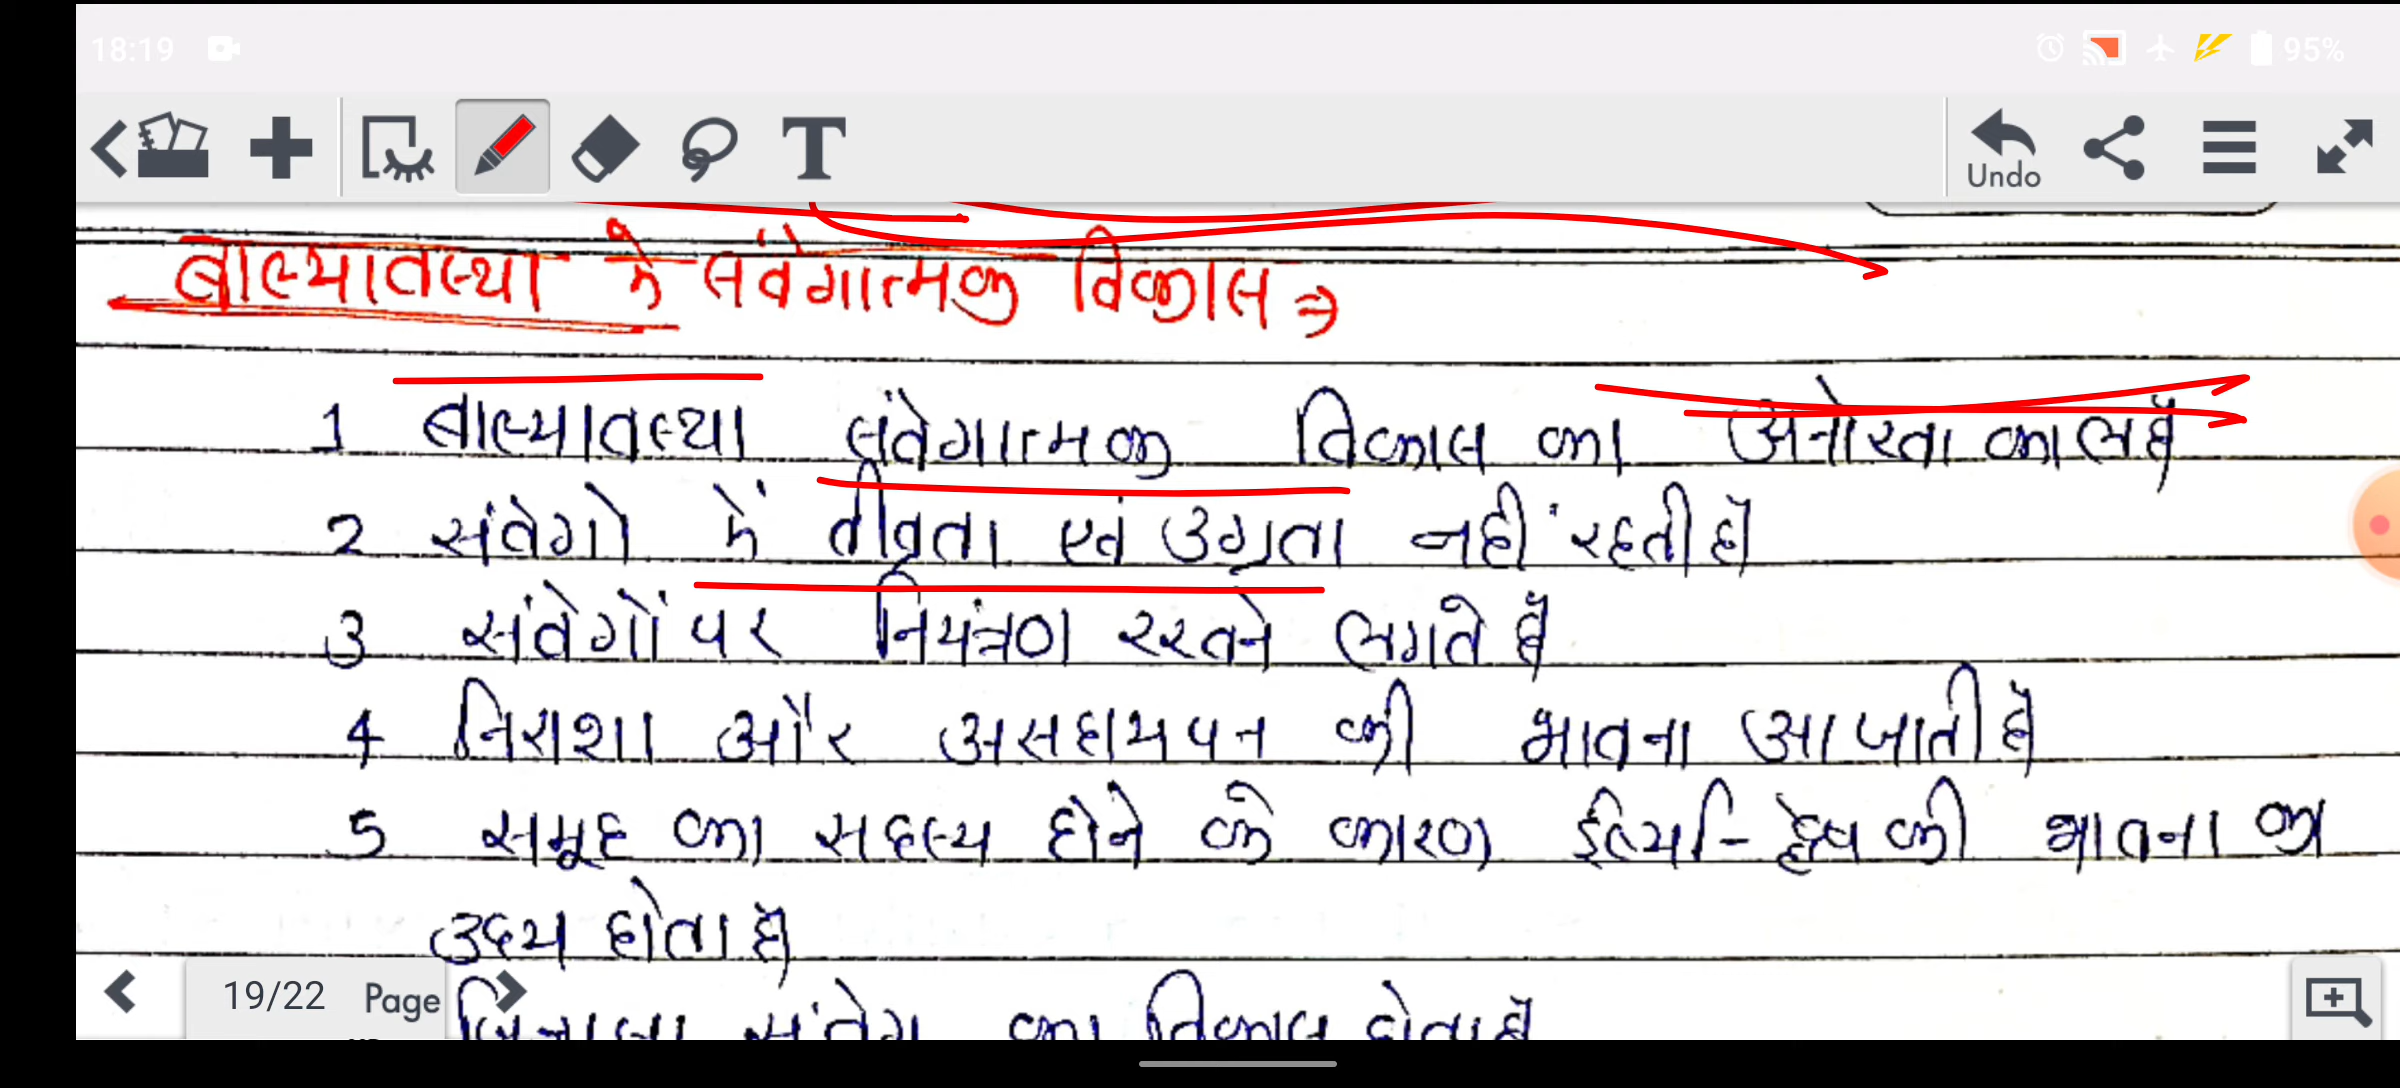 18:19 95%
Undo
बाल्यावस्था मे संवेगात्मक विकास ⇒
1 बाल्यावस्था संवेगात्मक विकास का अनोखा काल है
2 संवेगो में तीव्रता एवं उग्रता नहीं रहती है
3 संवेगों पर नियंत्रण रखने लगते है
4 निराशा और असहायपन की भावना आ जाती है
5 समूह का सदस्य होने के कारण ईर्ष्या - द्वेष की भावना का
उदय होता है
19/22 Page
जिज्ञासा संवेग का विकास होता है